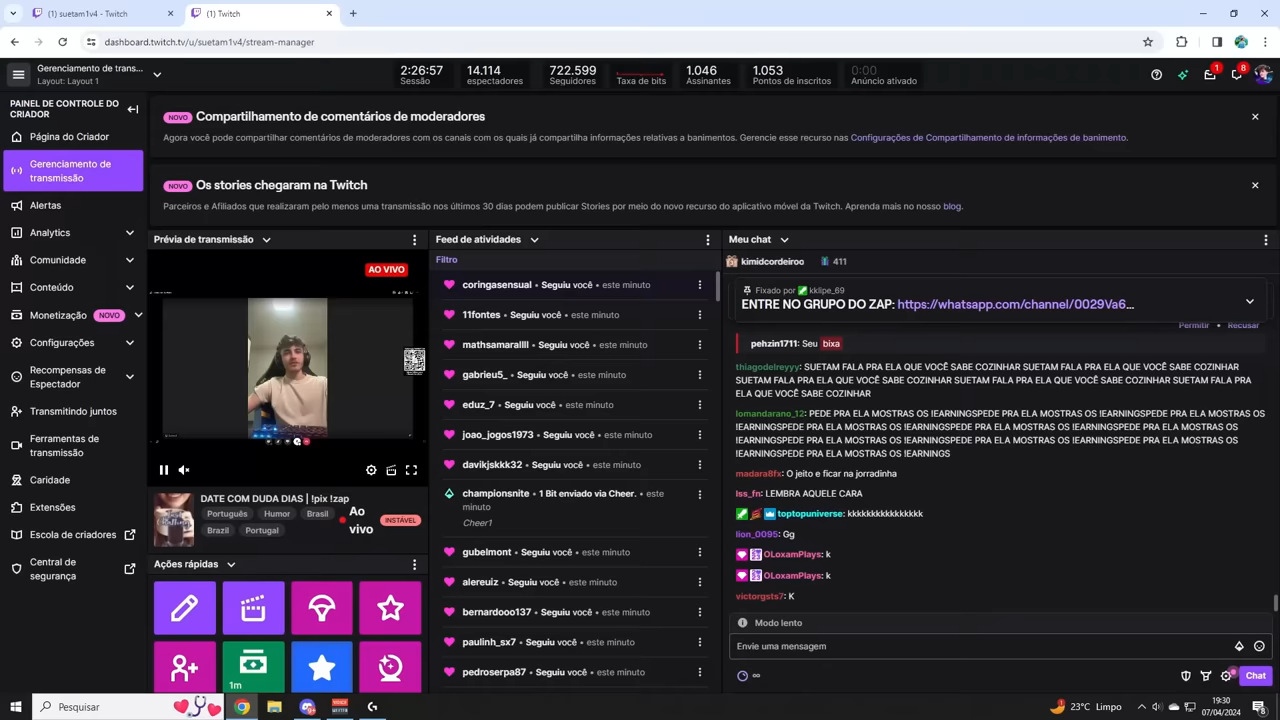 (1) suetam1v4 - Twitch
(1) Twitch
dashboard.twitch.tv/u/suetam1v4/stream-manager
Gerenciamento de trans...
Layout: Layout 1
2:26:57
Sessão
14.114
espectadores
722.599
Seguidores
Taxa de bits
1.046
Assinantes
1.053
Pontos de inscritos
0:00
Anúncio ativado
1
8
PAINEL DE CONTROLE DO
CRIADOR
Página do Criador
Gerenciamento de
transmissão
Alertas
Analytics
Comunidade
Conteúdo
Monetização NOVO
Configurações
Recompensas de
Espectador
Transmitindo juntos
Ferramentas de
transmissão
Caridade
Extensões
Escola de criadores
Central de
segurança
NOVO Compartilhamento de comentários de moderadores
Agora você pode compartilhar comentários de moderadores com os canais com os quais já compartilha informações relativas a banimentos. Gerencie esse recurso nas Configurações de Compartilhamento de informações de banimento.
NOVO Os stories chegaram na Twitch
Parceiros e Afiliados que realizaram pelo menos uma transmissão nos últimos 30 dias podem publicar Stories por meio do novo recurso do aplicativo móvel da Twitch. Aprenda mais no nosso blog.
Prévia de transmissão
AO VIVO
DATE COM DUDA DIAS | !pix !zap
Português Humor Brasil
Brazil Portugal
Ao
vivo
INSTÁVEL
Ações rápidas
1m
Feed de atividades
Filtro
coringasensual • Seguiu você • este minuto
11fontes • Seguiu você • este minuto
mathsamarallll • Seguiu você • este minuto
gabrieu5_ • Seguiu você • este minuto
eduz_7 • Seguiu você • este minuto
joao_jogos1973 • Seguiu você • este minuto
davikjskkk32 • Seguiu você • este minuto
championsnite • 1 Bit enviado via Cheer. • este
minuto
Cheer1
gubelmont • Seguiu você • este minuto
alereuiz • Seguiu você • este minuto
bernardooo137 • Seguiu você • este minuto
paulinh_sx7 • Seguiu você • este minuto
pedroserpa87 • Seguiu você • este minuto
Meu chat
kimidcordeiroo 411
Fixado por kklipe_69
ENTRE NO GRUPO DO ZAP: https://whatsapp.com/channel/0029Va6...
Permitir • Recusar
pehzin1711: Seu bixa
thiagodelreyyy: SUETAM FALA PRA ELA QUE VOCÊ SABE COZINHAR SUETAM FALA PRA ELA QUE VOCÊ SABE COZINHAR
SUETAM FALA PRA ELA QUE VOCÊ SABE COZINHAR SUETAM FALA PRA ELA QUE VOCÊ SABE COZINHAR SUETAM FALA PRA
ELA QUE VOCÊ SABE COZINHAR
lomandarano_12: PEDE PRA ELA MOSTRAS OS !EARNINGSPEDE PRA ELA MOSTRAS OS !EARNINGSPEDE PRA ELA MOSTRAS OS
!EARNINGSPEDE PRA ELA MOSTRAS OS !EARNINGSPEDE PRA ELA MOSTRAS OS !EARNINGSPEDE PRA ELA MOSTRAS OS
!EARNINGSPEDE PRA ELA MOSTRAS OS !EARNINGSPEDE PRA ELA MOSTRAS OS !EARNINGSPEDE PRA ELA MOSTRAS OS
!EARNINGSPEDE PRA ELA MOSTRAS OS !EARNINGS
madara8fx: O jeito e ficar na jorradinha
lss_fn: LEMBRA AQUELE CARA
toptopuniverse: kkkkkkkkkkkkkkk
lion_0095: Gg
OLoxamPlays: k
OLoxamPlays: k
victorgsts7: K
Modo lento
Envie uma mensagem
Chat
Pesquisar
23°C Limpo
19:30
07/04/2024
8